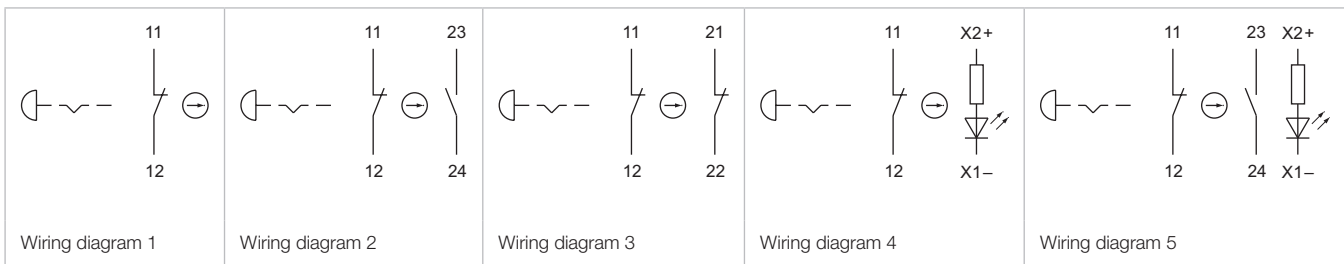 11
12
Wiring diagram 1
11 23
12 24
Wiring diagram 2
11 21
12 22
Wiring diagram 3
11 X2+
12 X1–
Wiring diagram 4
11 23 X2+
12 24 X1–
Wiring diagram 5